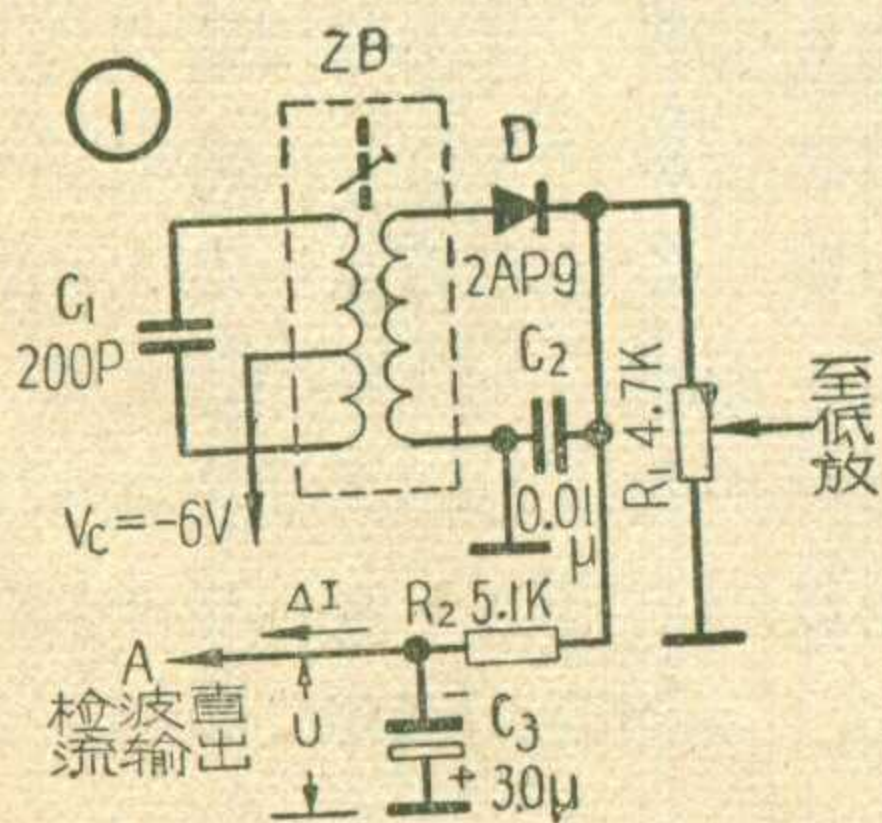 1
ZB
D
2AP9
C₁
200P
C₂
0.01
μ
R₁ 4.7K
至低放
V_C=-6V
ΔI
R₂ 5.1K
A
检波直
流输出
U
-
C₃
+
30μ